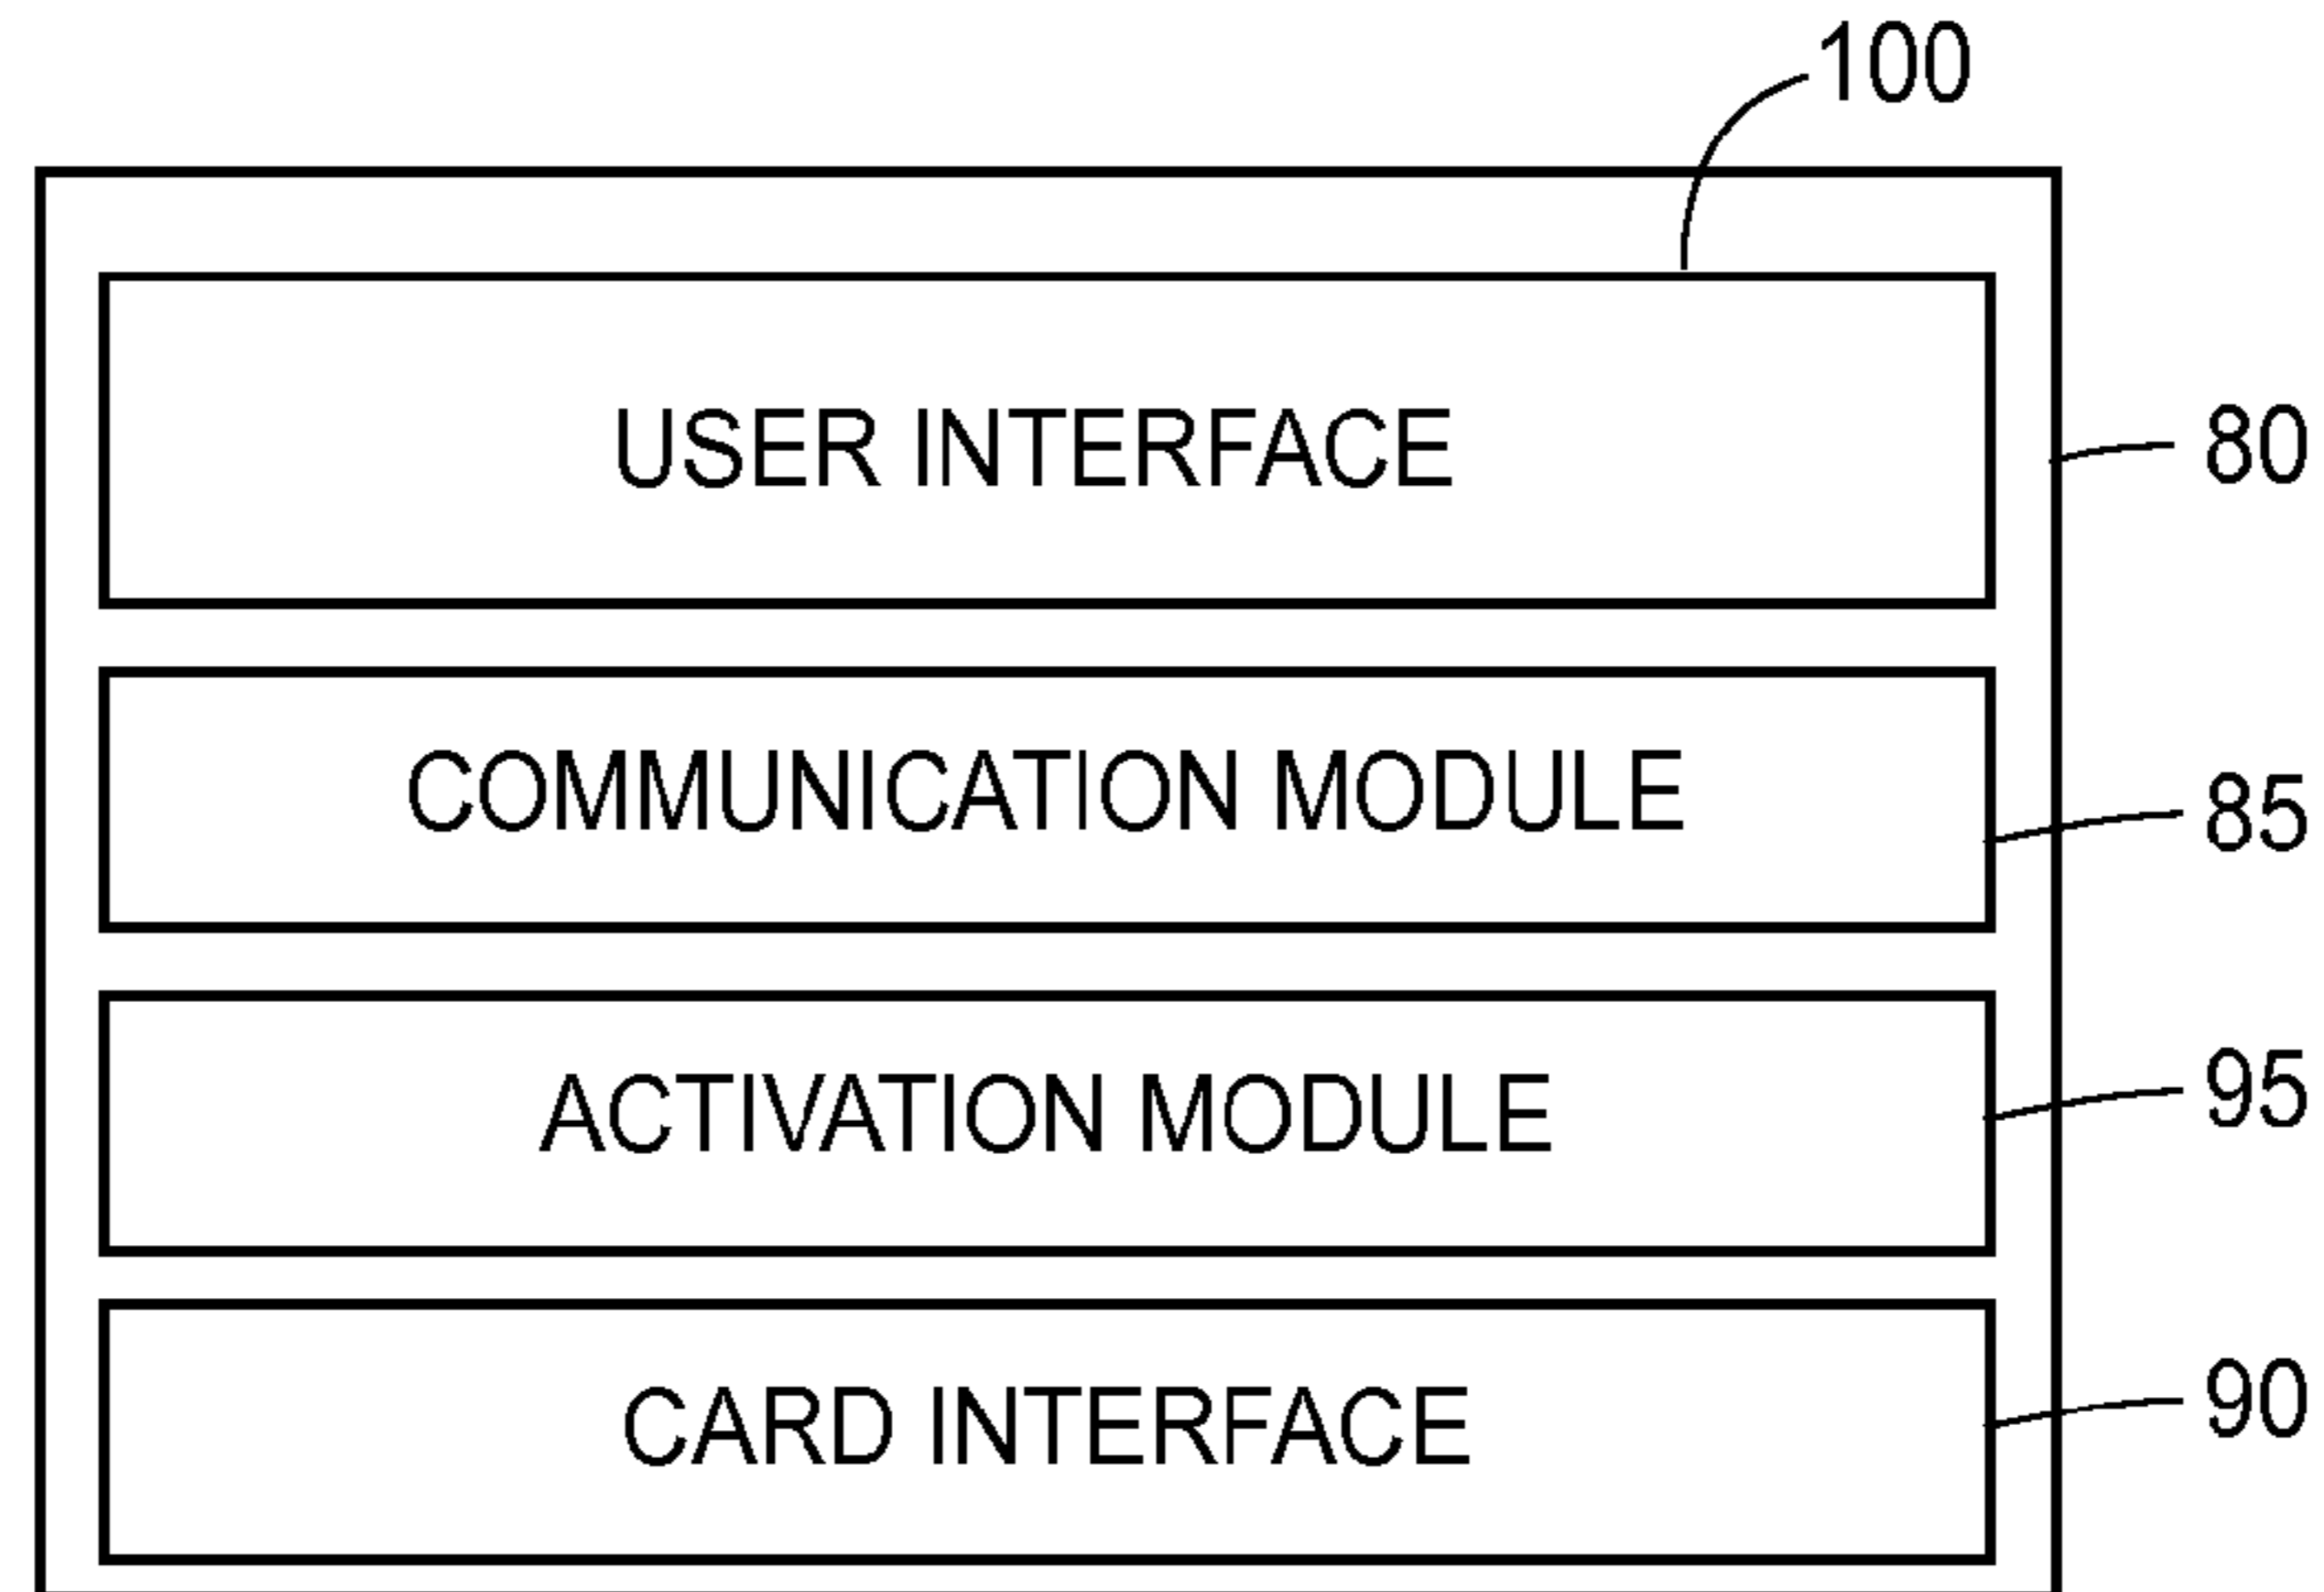 100
USER INTERFACE
80
COMMUNICATION MODULE
85
ACTIVATION MODULE
95
CARD INTERFACE
90